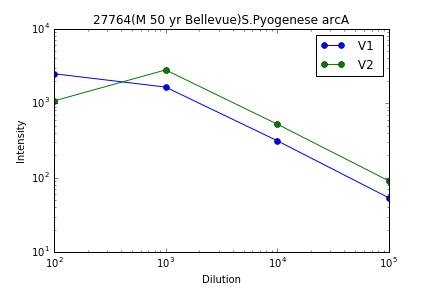 27764(M 50 yr Bellevue)S.Pyogenese arcA
10^4
10^3
10^2
10^1
Intensity
V1
V2
10^2 10^3 10^4 10^5
Dilution